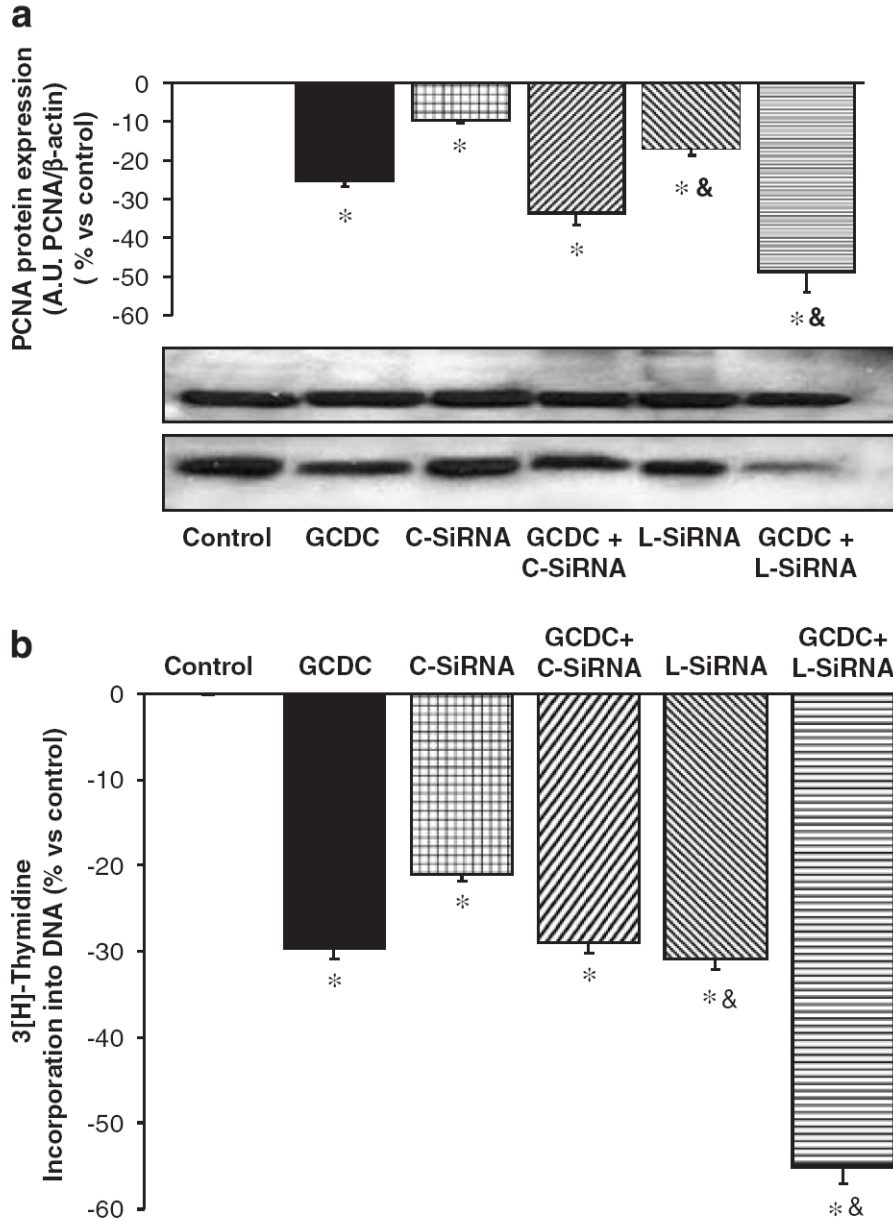 a
PCNA protein expression
(A.U. PCNA/β-actin)
( % vs control)
0
-10
-20
-30
-40
-50
-60
*
*
*
* &
* &
Control GCDC C-SiRNA GCDC + L-SiRNA GCDC +
C-SiRNA L-SiRNA
b
GCDC+ GCDC+
Control GCDC C-SiRNA C-SiRNA L-SiRNA L-SiRNA
3[H]-Thymidine
Incorporation into DNA (% vs control)
0
-10
-20
-30
-40
-50
-60
*
*
*
* &
* &